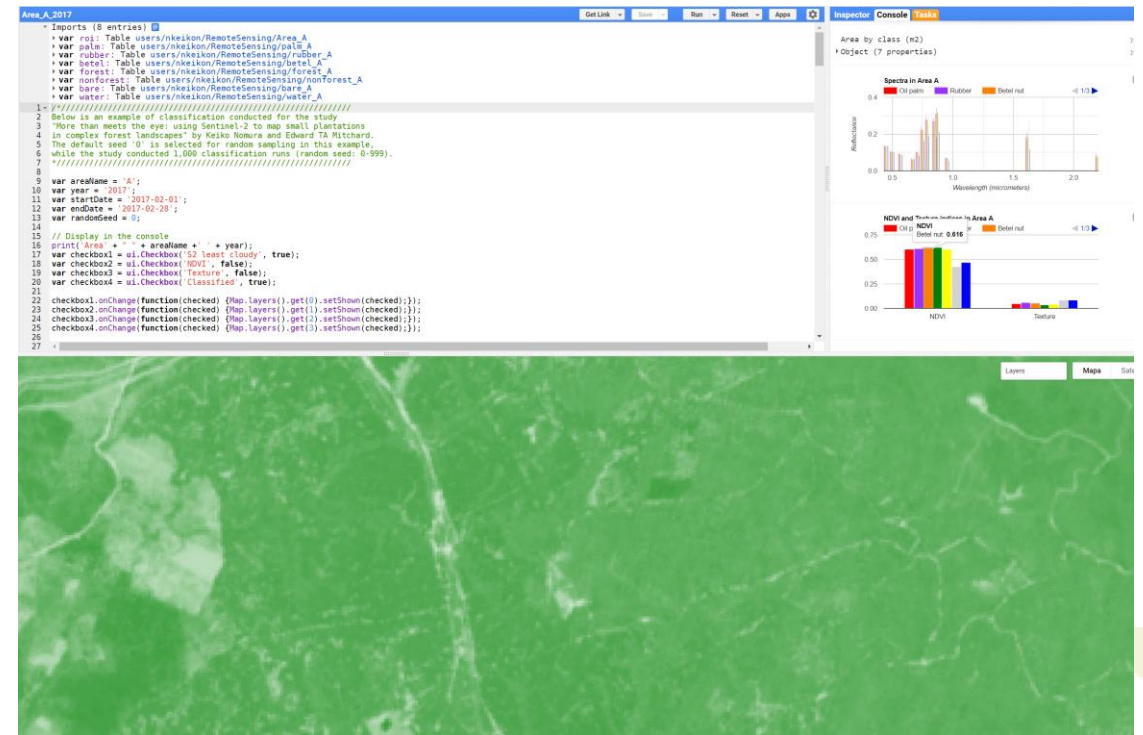 Area_A_2017
Get Link Save Run Reset Apps
Imports (8 entries)
var roi: Table users/nkeikon/RemoteSensing/Area_A
var palm: Table users/nkeikon/RemoteSensing/palm_A
var rubber: Table users/nkeikon/RemoteSensing/rubber_A
var betel: Table users/nkeikon/RemoteSensing/betel_A
var forest: Table users/nkeikon/RemoteSensing/forest_A
var nonforest: Table users/nkeikon/RemoteSensing/nonforest_A
var bare: Table users/nkeikon/RemoteSensing/bare_A
var water: Table users/nkeikon/RemoteSensing/water_A
1 /*/////////////////////////////////////////////////////////////
2 Below is an example of classification conducted for the study
3 "More than meets the eye: using Sentinel-2 to map small plantations
4 in complex forest landscapes" by Keiko Nomura and Edward TA Mitchard.
5 The default seed '0' is selected for random sampling in this example,
6 while the study conducted 1,000 classification runs (random seed: 0-999).
7 */////////////////////////////////////////////////////////////
8
9 var areaName = 'A';
10 var year = '2017';
11 var startDate = '2017-02-01';
12 var endDate = '2017-02-28';
13 var randomSeed = 0;
14
15 // Display in the console
16 print('Area' + " " + areaName +' ' + year);
17 var checkbox1 = ui.Checkbox('S2 least cloudy', true);
18 var checkbox2 = ui.Checkbox('NDVI', false);
19 var checkbox3 = ui.Checkbox('Texture', false);
20 var checkbox4 = ui.Checkbox('Classified', true);
21
22 checkbox1.onChange(function(checked) {Map.layers().get(0).setShown(checked);});
23 checkbox2.onChange(function(checked) {Map.layers().get(1).setShown(checked);});
24 checkbox3.onChange(function(checked) {Map.layers().get(2).setShown(checked);});
25 checkbox4.onChange(function(checked) {Map.layers().get(3).setShown(checked);});
26
27
Inspector Console Tasks
Area by class (m2)
Object (7 properties)
Spectra in Area A
Oil palm Rubber Betel nut 1/3
0.4
0.2
0.0
Reflectance
0.5 1.0 1.5 2.0
Wavelength (micrometers)
NDVI and Texture Indices in Area A
Oil p er Betel nut 1/3
NDVI
Betel nut: 0.616
0.75
0.50
0.25
0.00
NDVI Texture
Layers Mapa Saté